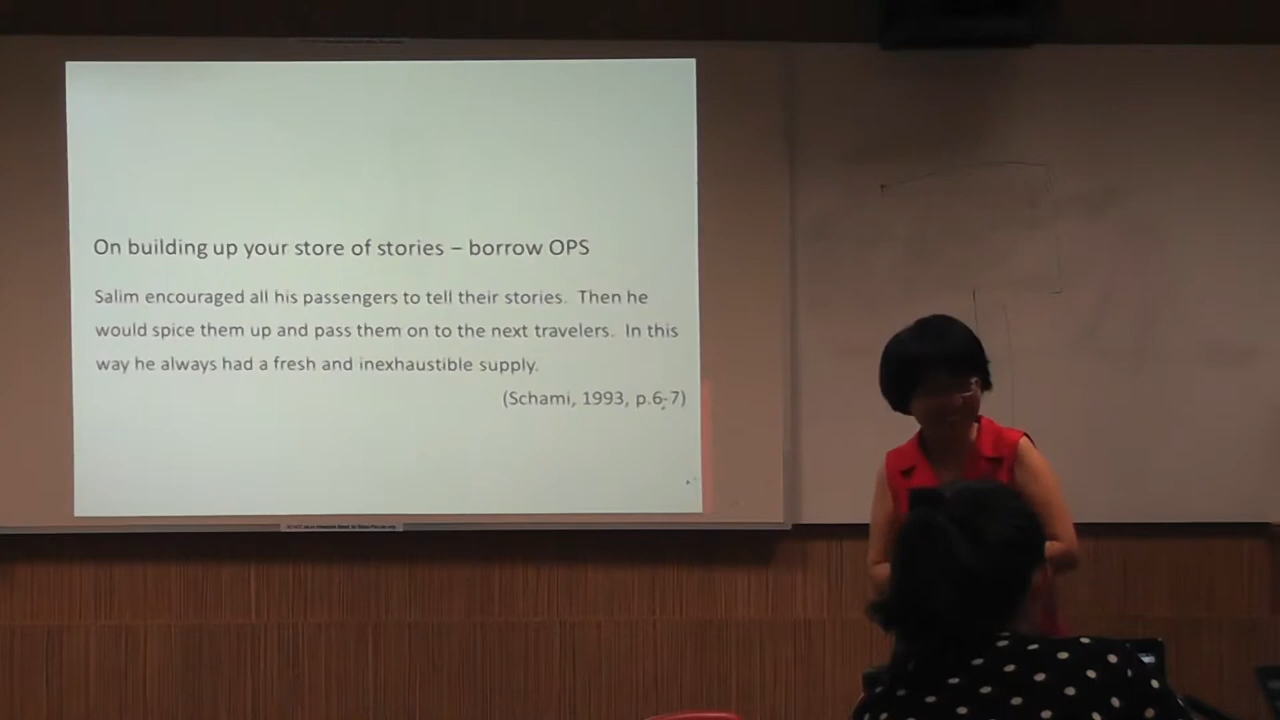 On building up your store of stories – borrow OPS
Salim encouraged all his passengers to tell their stories.  Then he
would spice them up and pass them on to the next travelers.  In this
way he always had a fresh and inexhaustible supply.
(Schami, 1993, p.6-7)